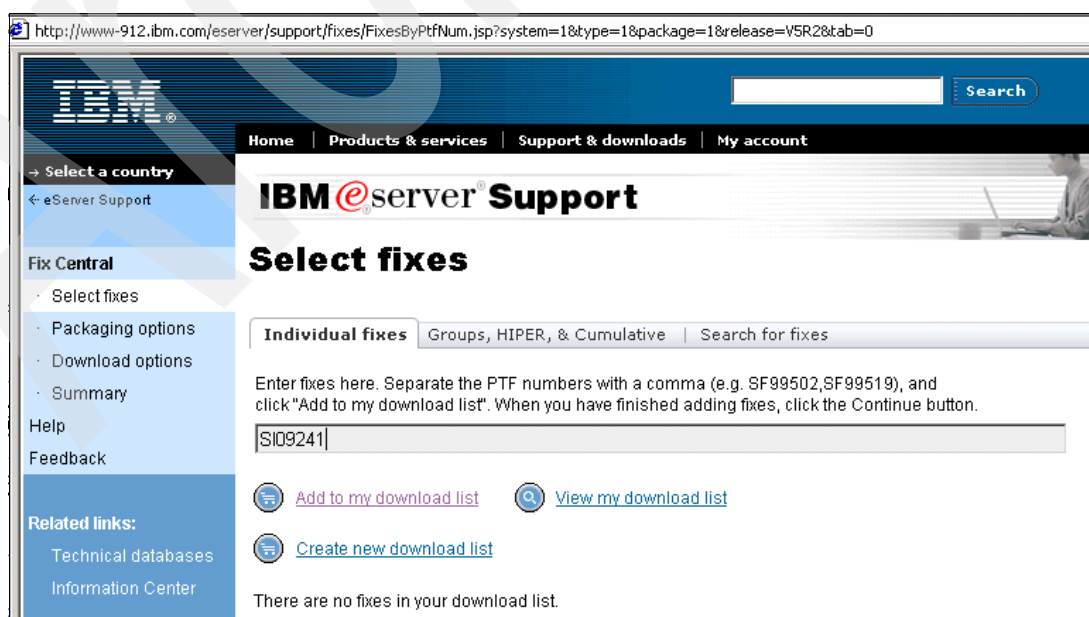 http://www-912.ibm.com/eserver/support/fixes/FixesByPtfNum.jsp?system=1&type=1&package=1&release=V5R2&tab=0
IBM®
Search
Home | Products & services | Support & downloads | My account
→ Select a country
← eServer Support
IBM @server® Support
Fix Central
· Select fixes
· Packaging options
· Download options
· Summary
Help
Feedback
Related links:
Technical databases
Information Center
Select fixes
Individual fixes | Groups, HIPER, & Cumulative | Search for fixes
Enter fixes here. Separate the PTF numbers with a comma (e.g. SF99502,SF99519), and
click "Add to my download list". When you have finished adding fixes, click the Continue button.
SI09241
Add to my download list View my download list
Create new download list
There are no fixes in your download list.